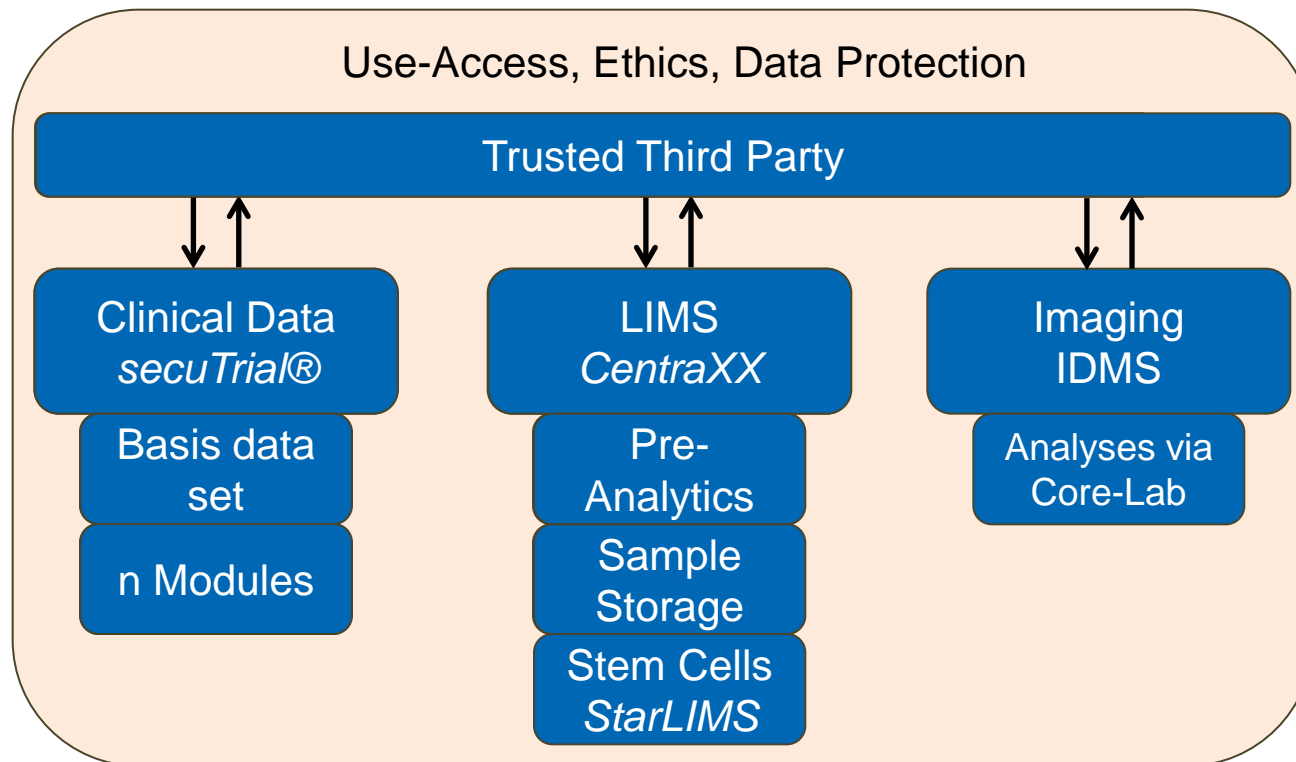 Use-Access, Ethics, Data Protection
Trusted Third Party
Clinical Data
secuTrial®
Basis data
set
n Modules
LIMS
CentraXX
Pre-
Analytics
Sample
Storage
Stem Cells
StarLIMS
Imaging
IDMS
Analyses via
Core-Lab